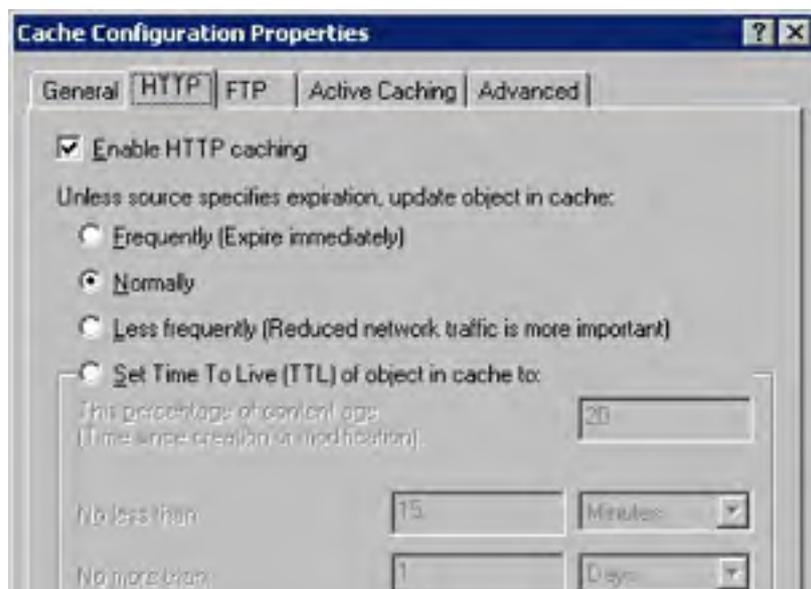 Cache Configuration Properties
General HTTP FTP Active Caching Advanced
Enable HTTP caching
Unless source specifies expiration, update object in cache:
Frequently (Expire immediately)
Normally
Less frequently (Reduced network traffic is more important)
Set Time To Live (TTL) of object in cache to:
This percentage of content age
(Time since creation or modification).
20
No less than
15
Minutes
No more than
1
Days